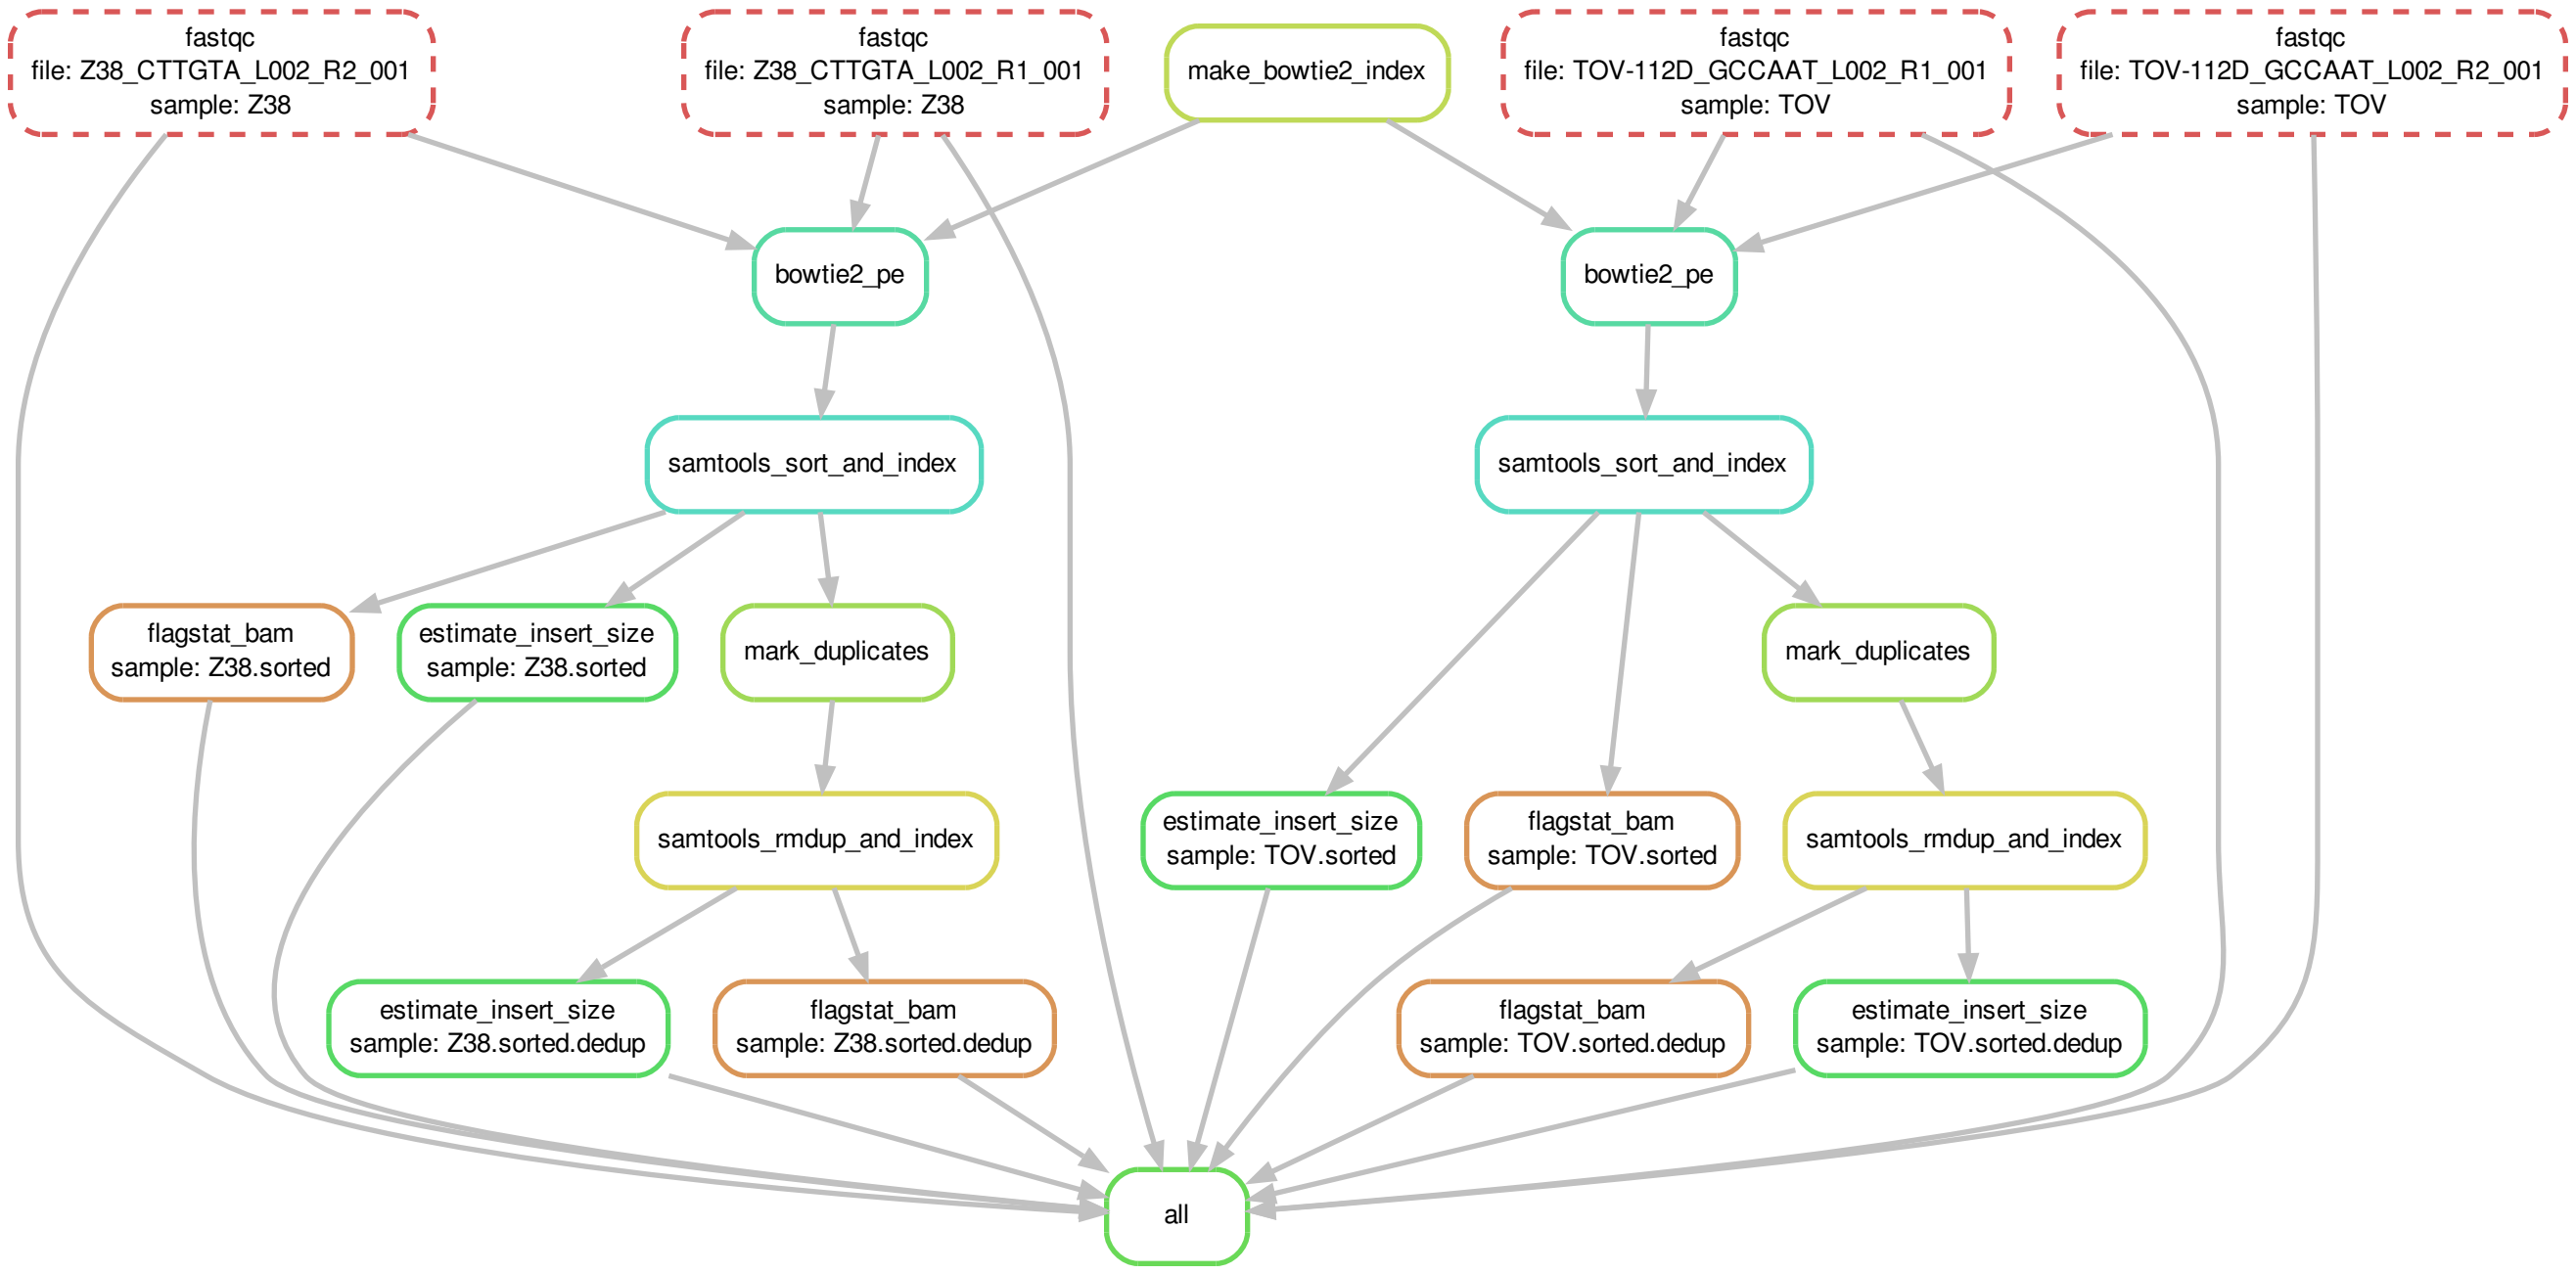 fastqc
file: Z38_CTTGTA_L002_R2_001
sample: Z38
fastqc
file: Z38_CTTGTA_L002_R1_001
sample: Z38
make_bowtie2_index
fastqc
file: TOV-112D_GCCAAT_L002_R1_001
sample: TOV
fastqc
file: TOV-112D_GCCAAT_L002_R2_001
sample: TOV
bowtie2_pe
bowtie2_pe
samtools_sort_and_index
samtools_sort_and_index
flagstat_bam
sample: Z38.sorted
estimate_insert_size
sample: Z38.sorted
mark_duplicates
mark_duplicates
samtools_rmdup_and_index
estimate_insert_size
sample: TOV.sorted
flagstat_bam
sample: TOV.sorted
samtools_rmdup_and_index
estimate_insert_size
sample: Z38.sorted.dedup
flagstat_bam
sample: Z38.sorted.dedup
flagstat_bam
sample: TOV.sorted.dedup
estimate_insert_size
sample: TOV.sorted.dedup
all